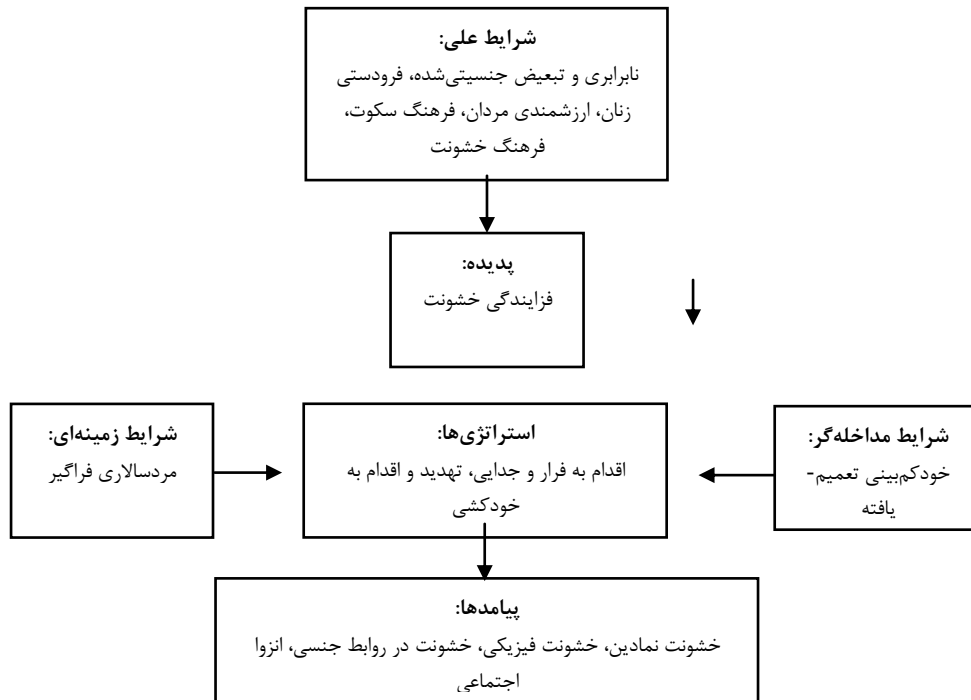 شرایط علی:
نابرابری و تبعیض جنسیتی‌شده، فرودستی
زنان، ارزشمندی مردان، فرهنگ سکوت،
فرهنگ خشونت
پدیده:
فزایندگی خشونت
شرایط مداخله‌گر:
خودکم‌بینی تعمیم-
یافته
استراتژی‌ها:
اقدام به فرار و جدایی، تهدید و اقدام به
خودکشی
شرایط زمینه‌ای:
مردسالاری فراگیر
پیامدها:
خشونت نمادین، خشونت فیزیکی، خشونت در روابط جنسی، انزوا
اجتماعی